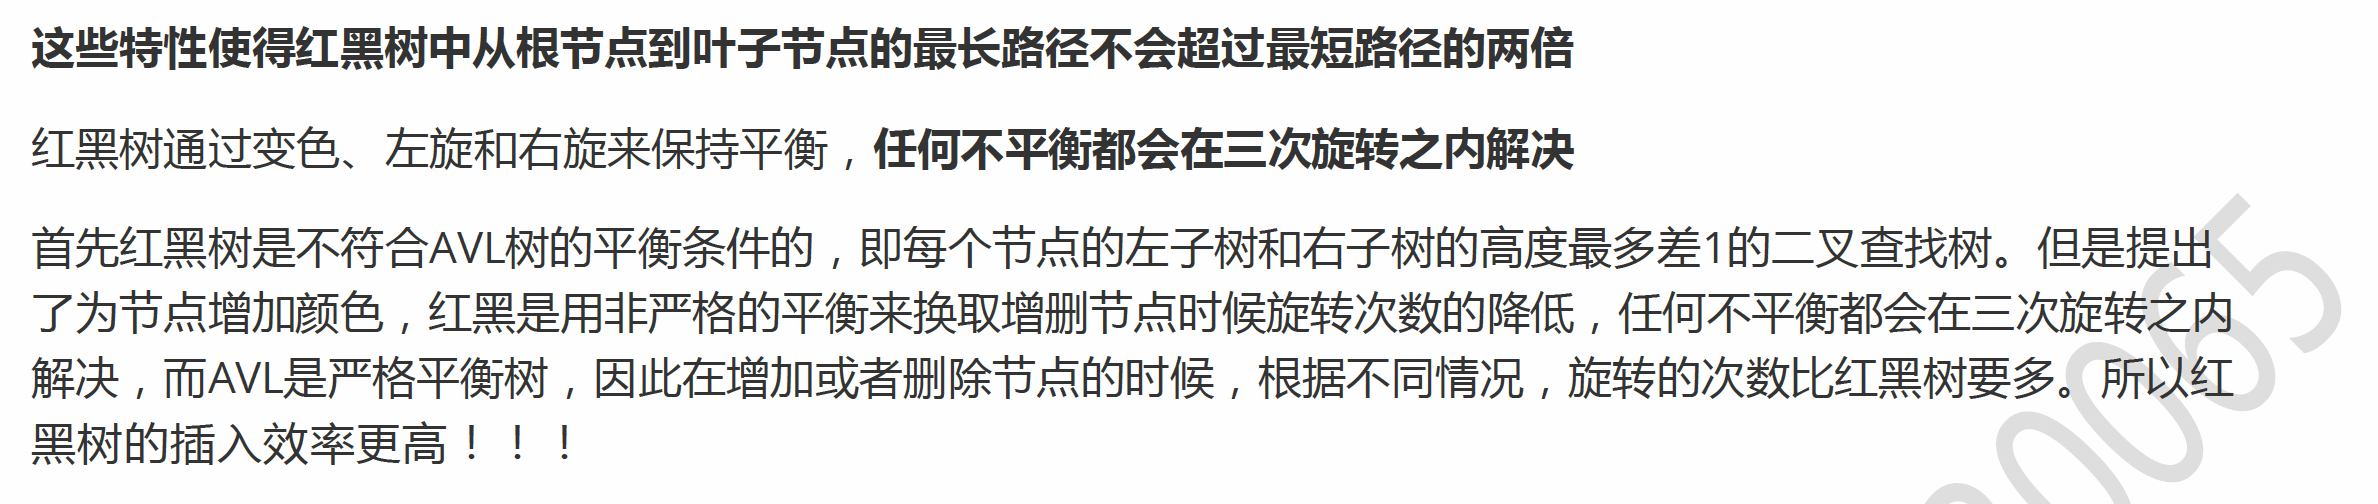 这些特性使得红黑树中从根节点到叶子节点的最长路径不会超过最短路径的两倍
红黑树通过变色、左旋和右旋来保持平衡，任何不平衡都会在三次旋转之内解决
首先红黑树是不符合AVL树的平衡条件的，即每个节点的左子树和右子树的高度最多差1的二叉查找树。但是提出
了为节点增加颜色，红黑是用非严格的平衡来换取增删节点时候旋转次数的降低，任何不平衡都会在三次旋转之内
解决，而AVL是严格平衡树，因此在增加或者删除节点的时候，根据不同情况，旋转的次数比红黑树要多。所以红
黑树的插入效率更高！！！
0065